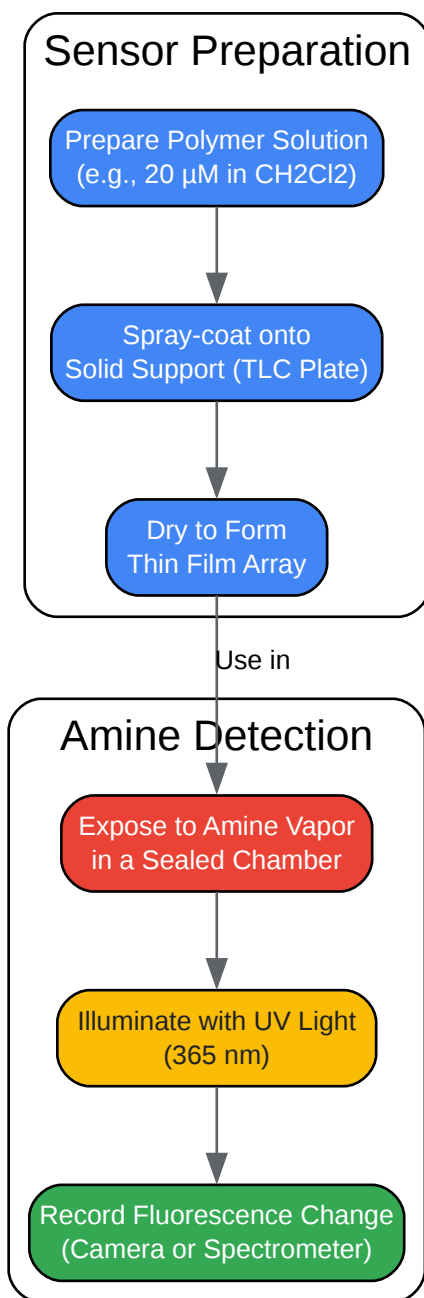 Sensor Preparation
Prepare Polymer Solution
(e.g., 20 µM in CH2Cl2)
Spray-coat onto
Solid Support (TLC Plate)
Dry to Form
Thin Film Array
Use in
Amine Detection
Expose to Amine Vapor
in a Sealed Chamber
Illuminate with UV Light
(365 nm)
Record Fluorescence Change
(Camera or Spectrometer)